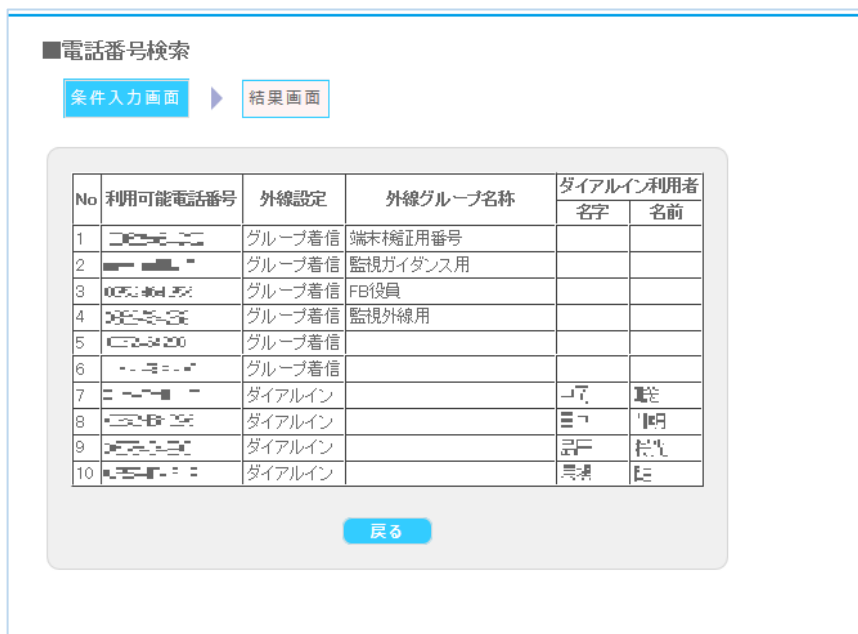 ■電話番号検索
条件入力画面 結果画面
No 利用可能電話番号 外線設定 外線グループ名称 ダイアルイン利用者
名字 名前
1 グループ着信 端末検証用番号
2 グループ着信 監視ガイダンス用
3 グループ着信 FB役員
4 グループ着信 監視外線用
5 グループ着信
6 グループ着信
7 ダイアルイン
8 ダイアルイン
9 ダイアルイン
10 ダイアルイン
戻る